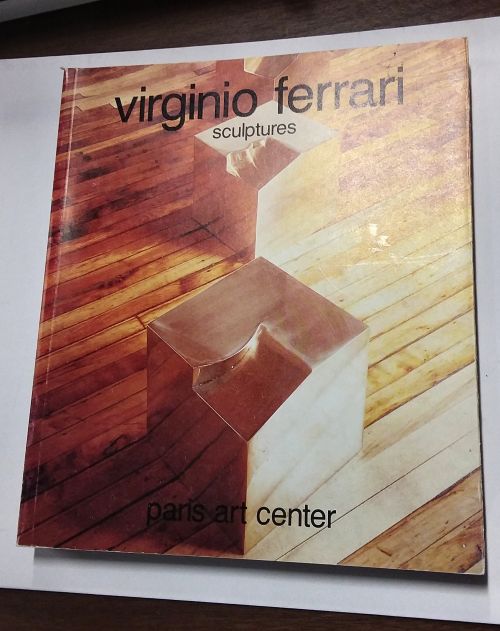 virginio ferrari
sculptures
paris art center